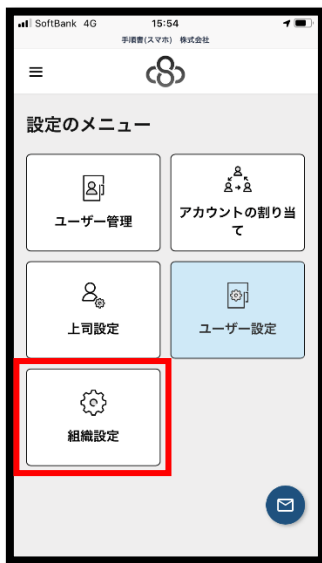 SoftBank 4G 15:54
手順書(スマホ) 株式会社
設定のメニュー
ユーザー管理
アカウントの割り当
て
上司設定
ユーザー設定
組織設定